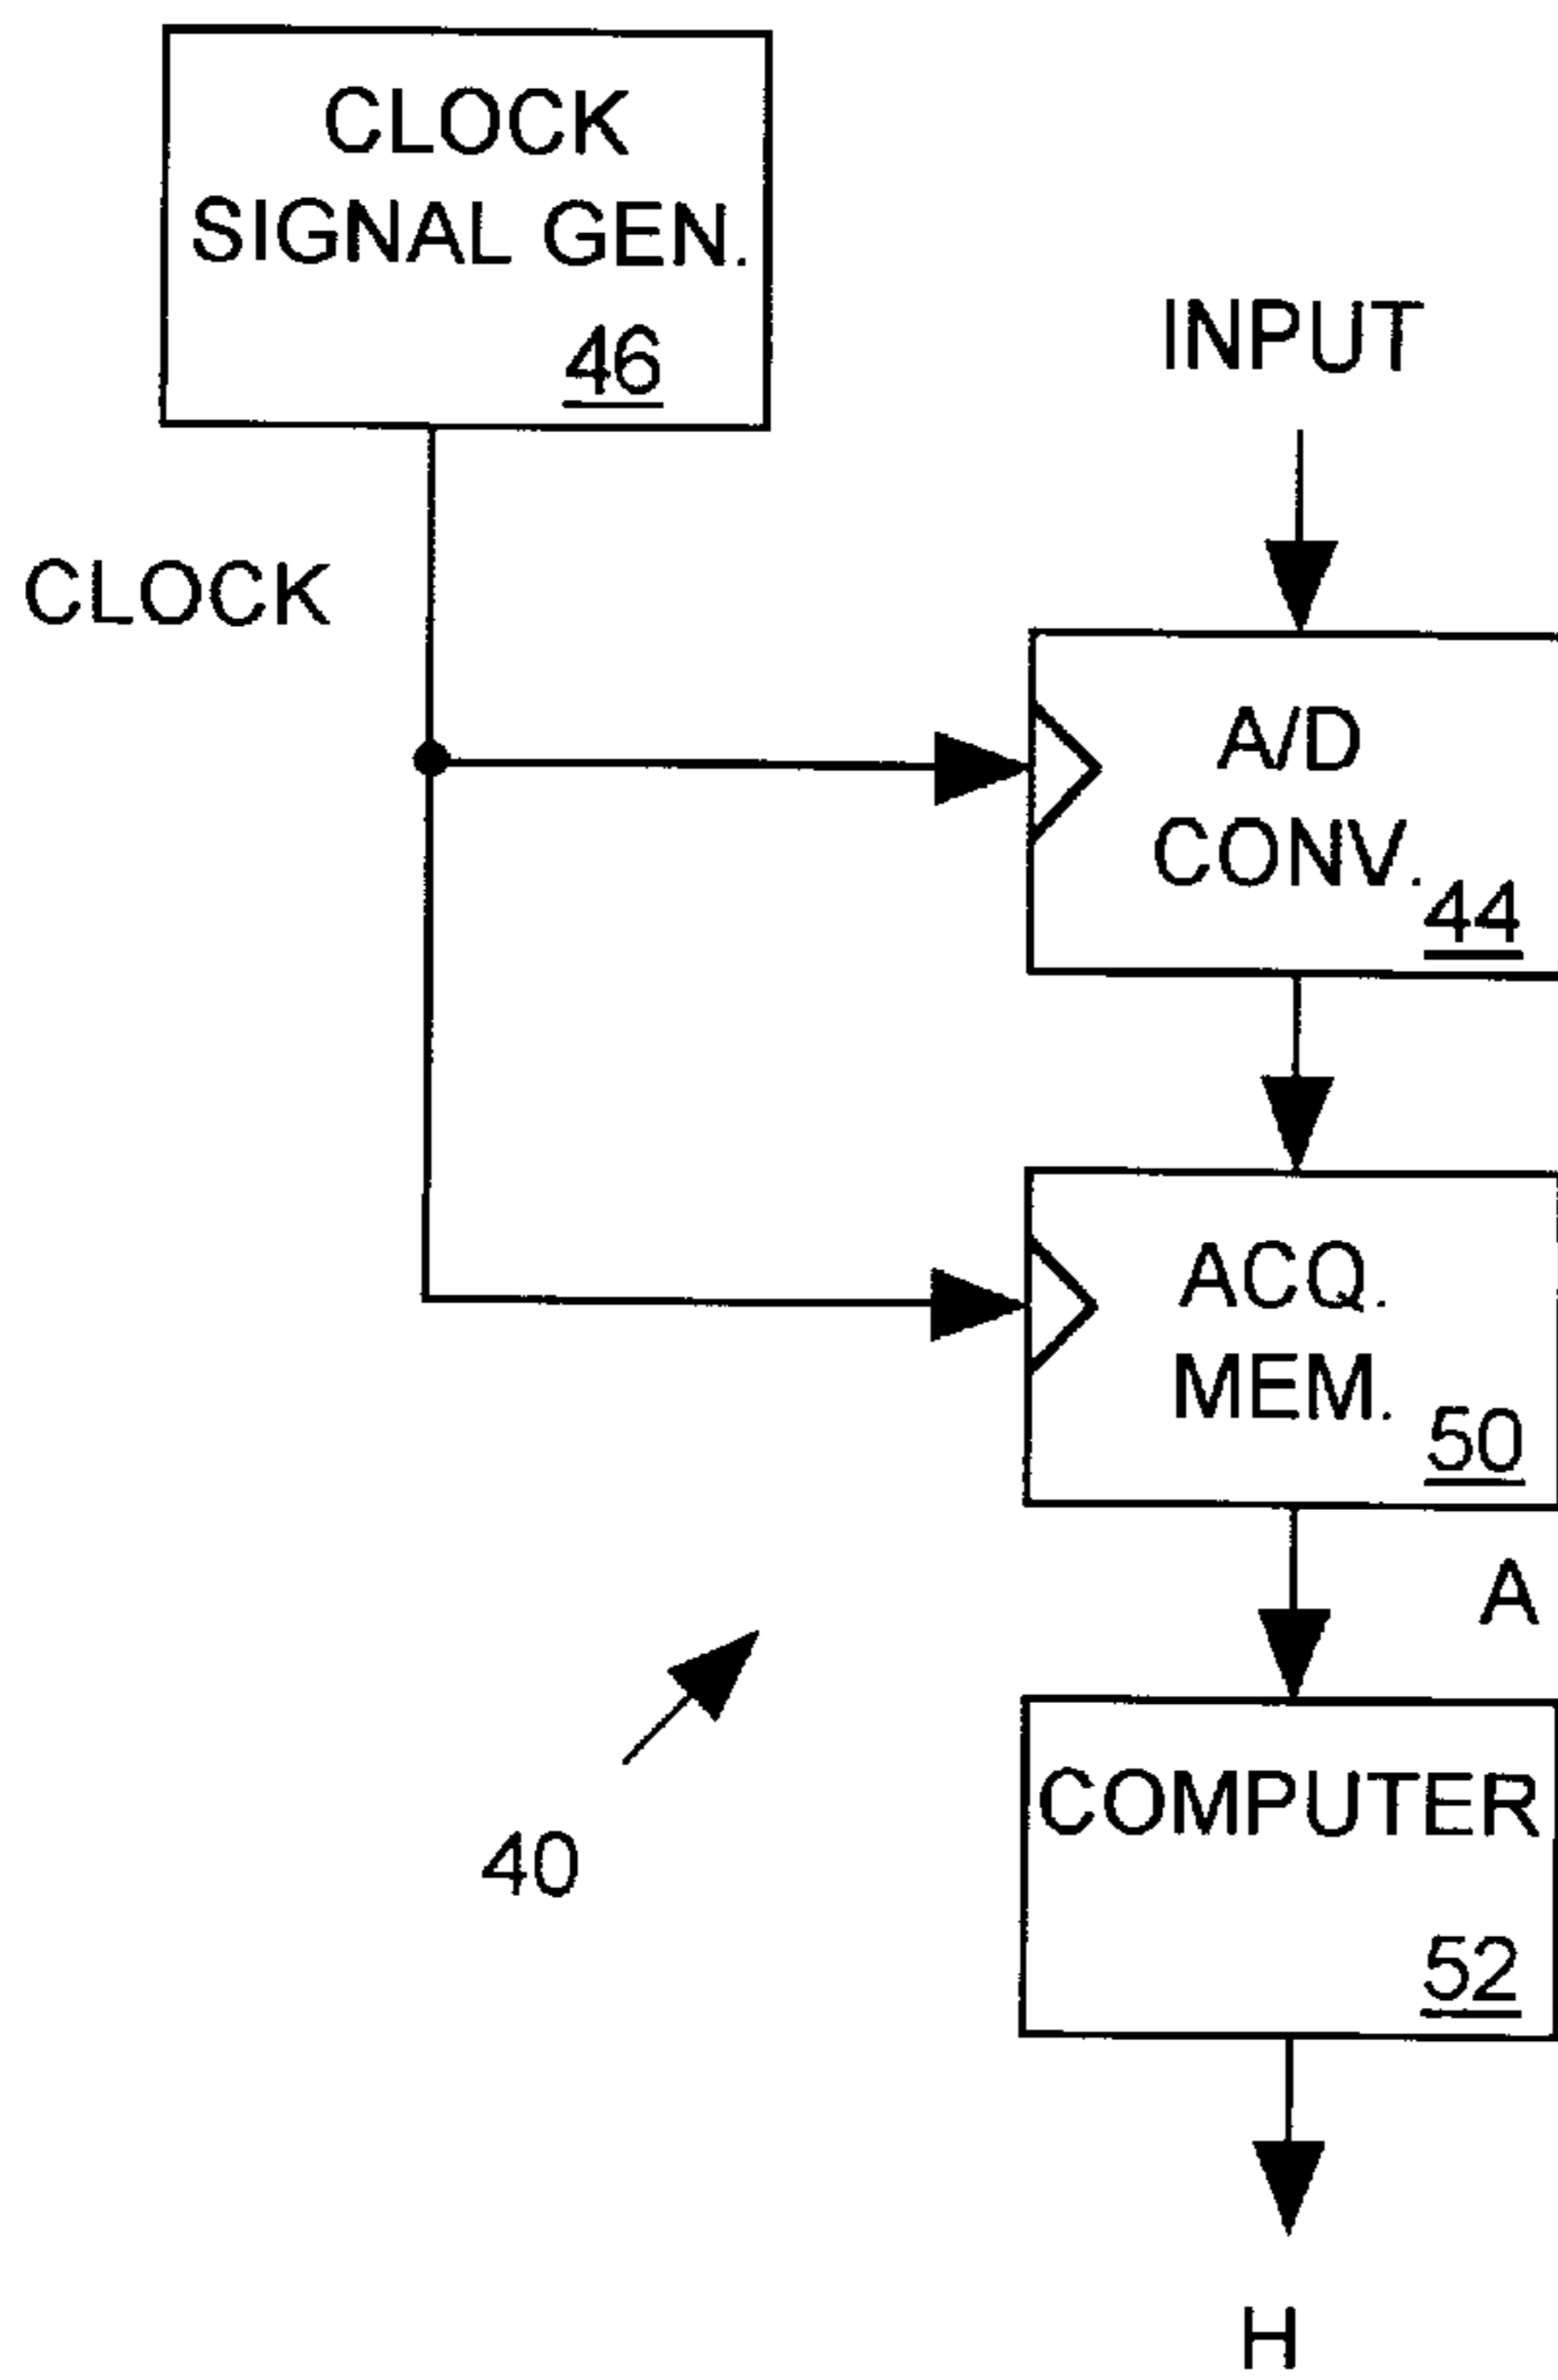 CLOCK
SIGNAL GEN.
46
INPUT
CLOCK
A/D
CONV.
44
ACQ.
MEM.
50
A
COMPUTER
40
52
H